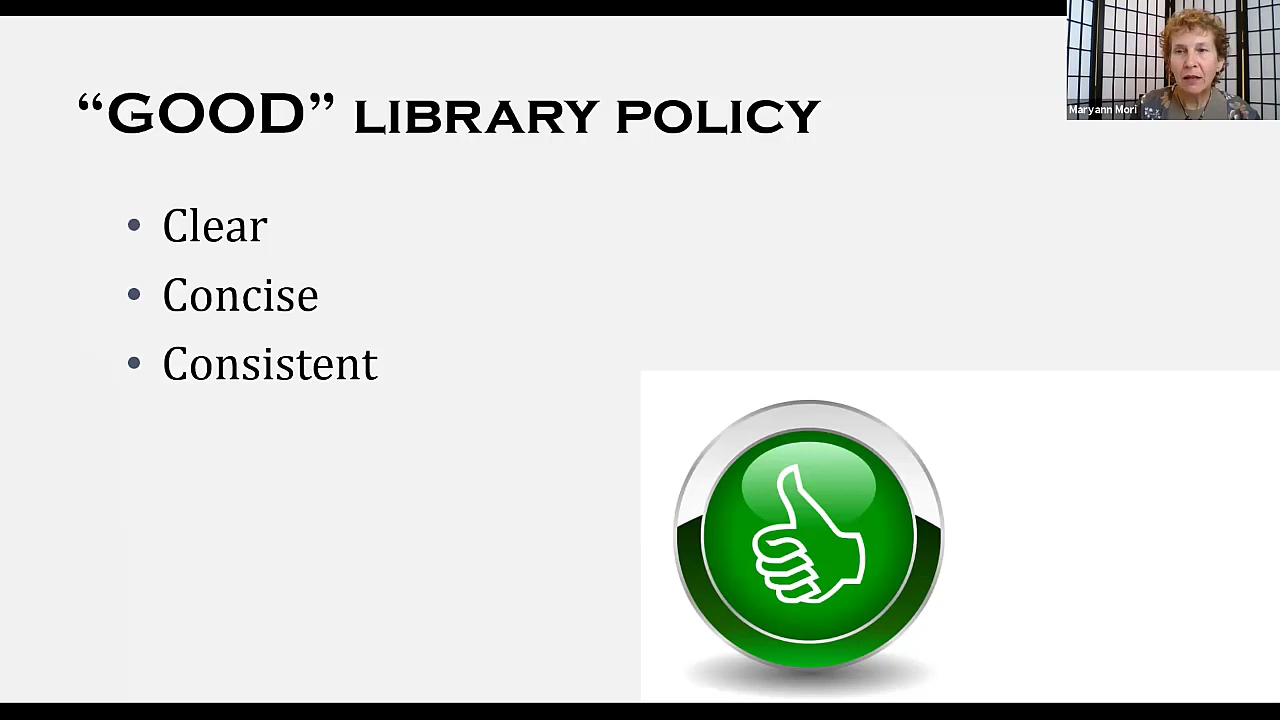 “GOOD” LIBRARY POLICY
• Clear
• Concise
• Consistent
Maryann Mori